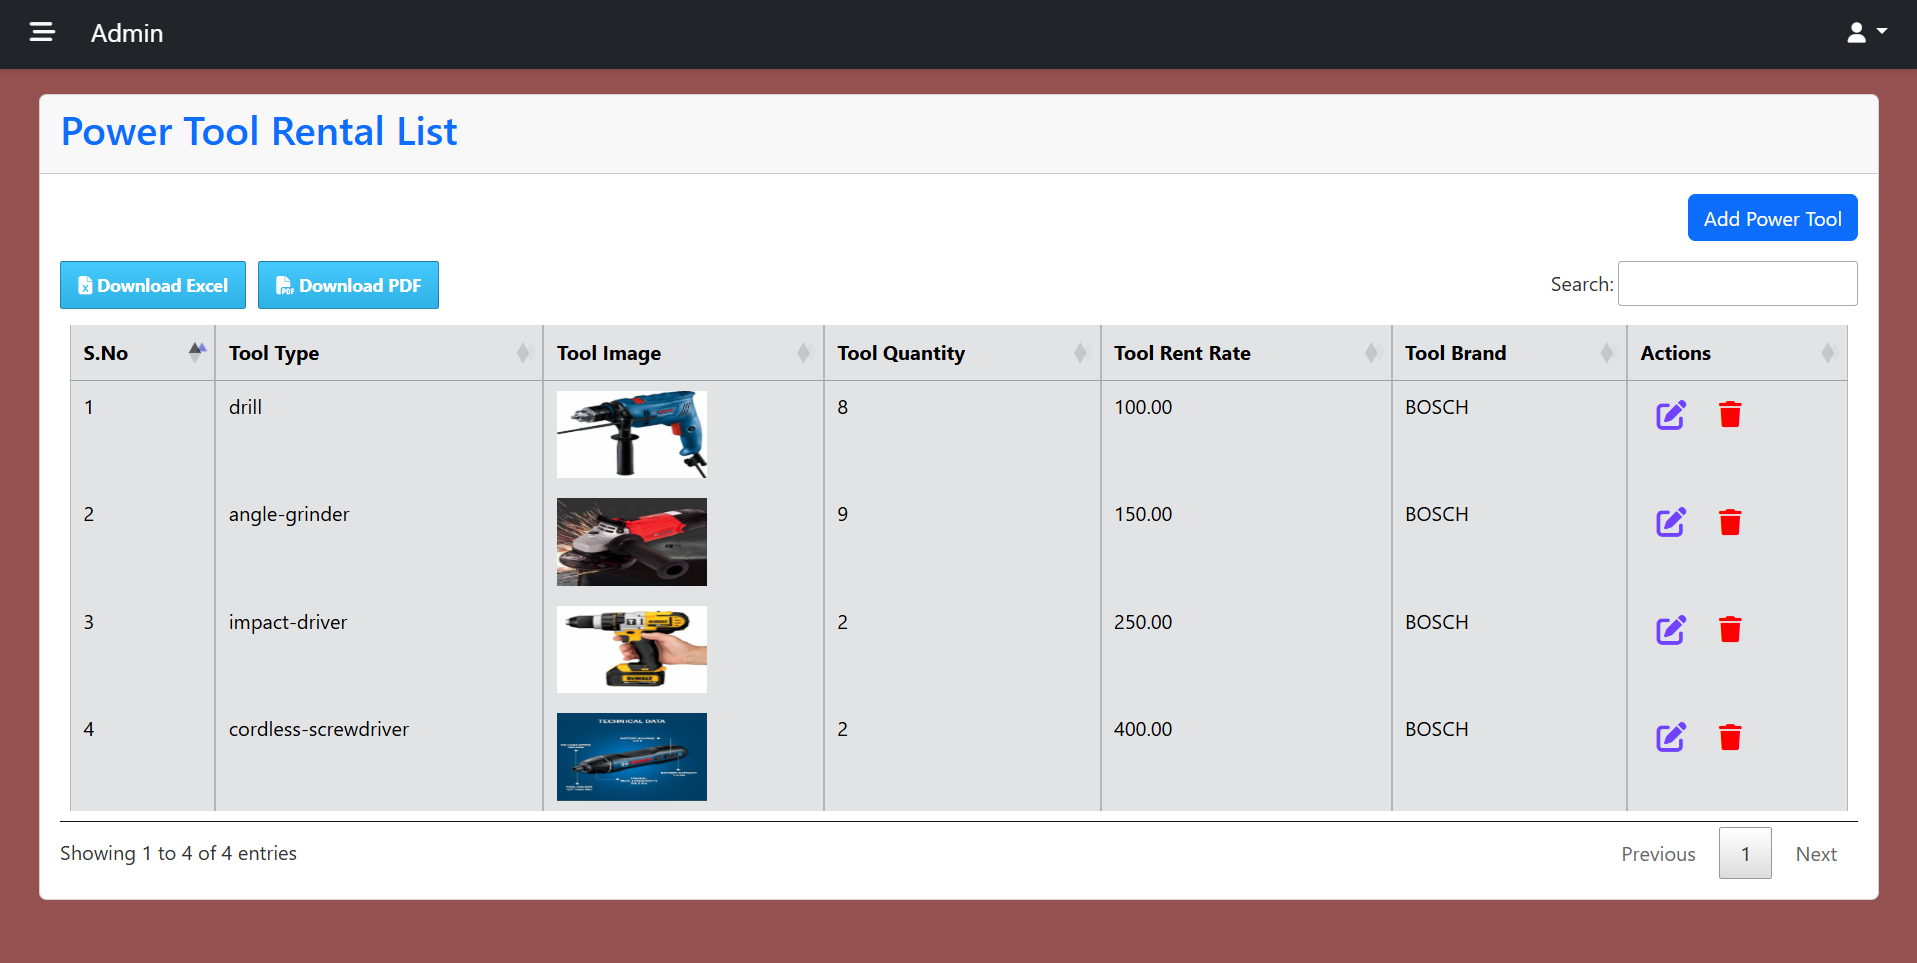 Admin
Power Tool Rental List
Add Power Tool
Download Excel
Download PDF
Search:
S.No
Tool Type
Tool Image
Tool Quantity
Tool Rent Rate
Tool Brand
Actions
1
drill
8
100.00
BOSCH
2
angle-grinder
9
150.00
BOSCH
3
impact-driver
DEWALT
2
250.00
BOSCH
4
cordless-screwdriver
TECHNICAL DATA
2
400.00
BOSCH
Showing 1 to 4 of 4 entries
Previous
1
Next